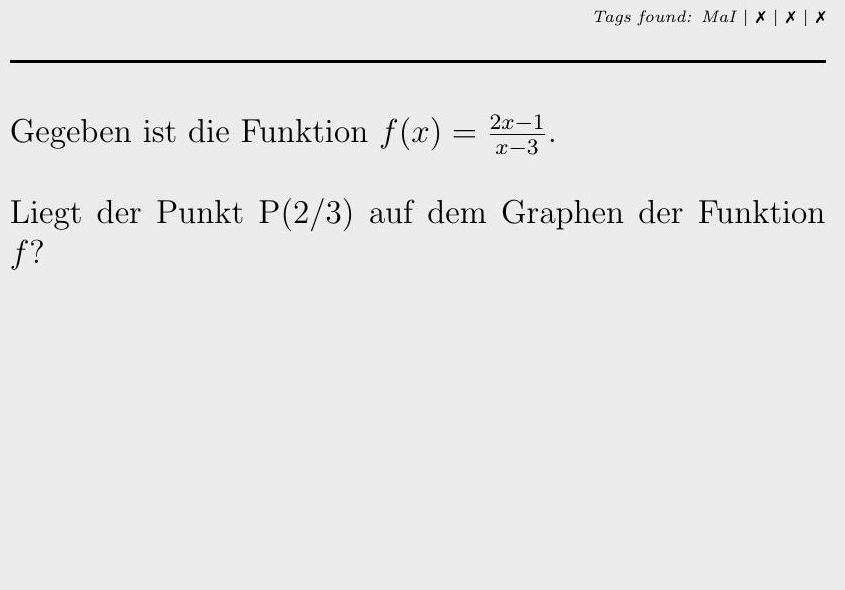 Tags found: MaI | ✗ | ✗ | ✗
Gegeben ist die Funktion f(x) = \frac{2x−1}{x−3}.
Liegt der Punkt P(2/3) auf dem Graphen der Funktion
f?